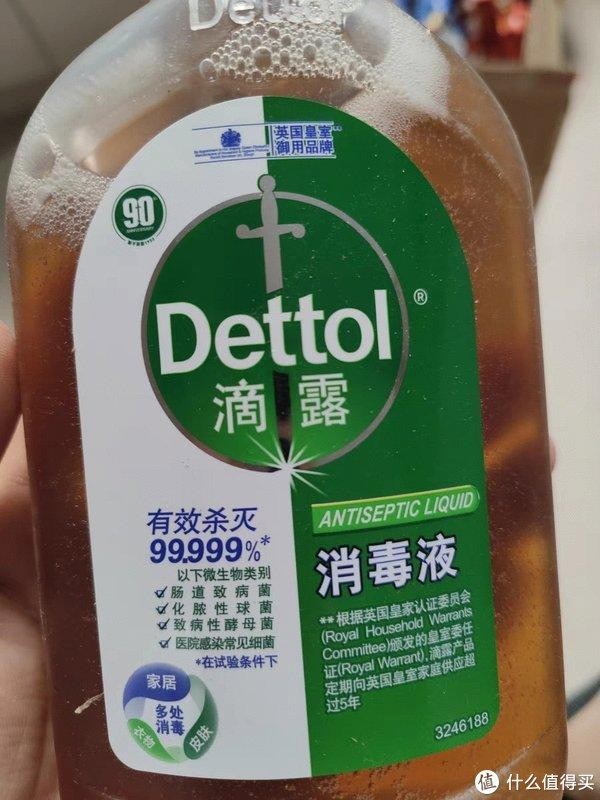 Dettol
英国皇室**
御用品牌
90
ANNIVERSARY
Dettol®
滴露
有效杀灭
99.999%*
以下微生物类别
肠道致病菌
化脓性球菌
致病性酵母菌
医院感染常见细菌
*在试验条件下
家居
多处
消毒
衣物
皮肤
ANTISEPTIC LIQUID
消毒液
**根据英国皇家认证委员会
(Royal Household Warrants
Committee)颁发的皇室委任
证(Royal Warrant),滴露产品
定期向英国皇室家庭供应超
过5年
3246188
值 什么值得买